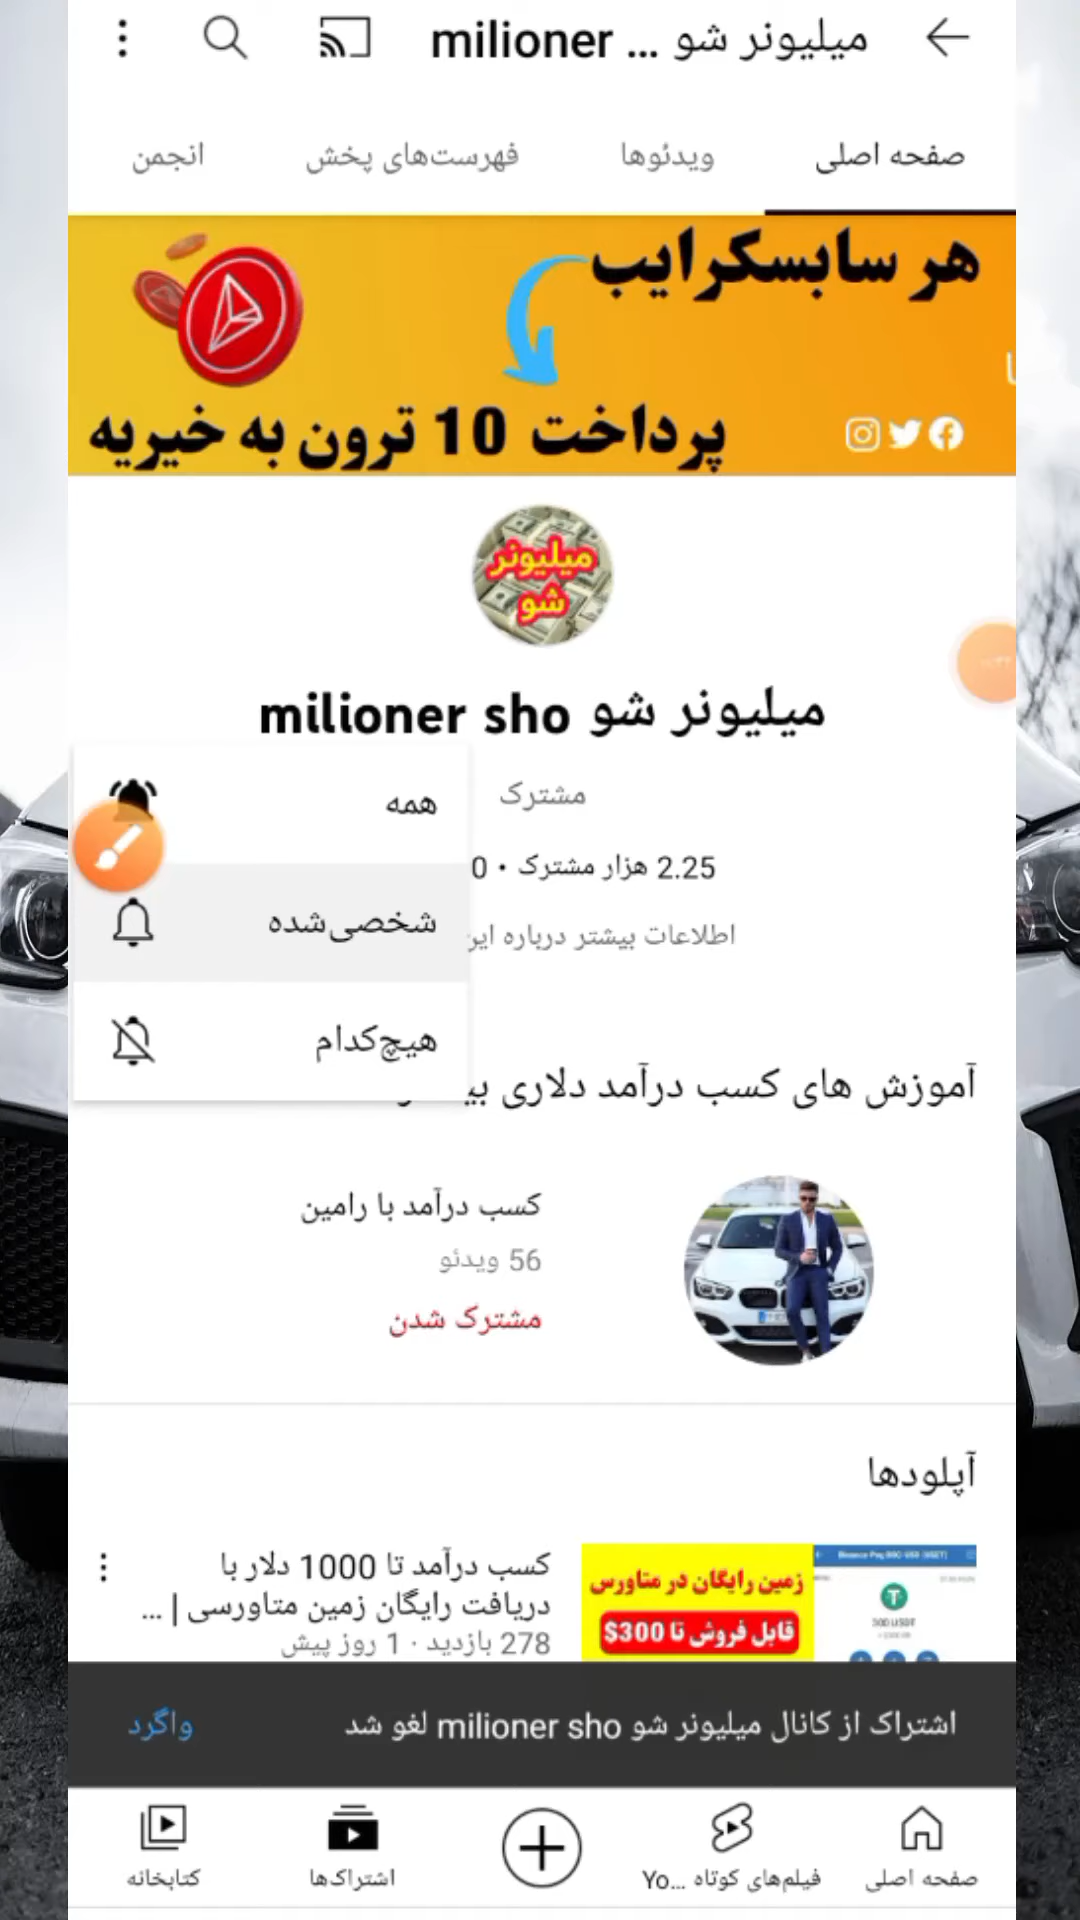 میلیونر شو milioner ...
صفحه اصلی
ویدئوها
فهرست‌های پخش
انجمن
هر سابسکرایب
پرداخت 10 ترون به خیریه
میلیونر
شو
میلیونر شو milioner sho
مشترک
2.25 هزار مشترک • 0
اطلاعات بیشتر درباره این
همه
شخصی‌شده
هیچ‌کدام
آموزش های کسب درآمد دلاری
کسب درآمد با رامین
56 ویدئو
مشترک شدن
آپلودها
کسب درآمد تا 1000 دلار با
دریافت رایگان زمین متاورسی | ...
278 بازدید · 1 روز پیش
زمین رایگان در متاورس
قابل فروش تا 300$
اشتراک از کانال میلیونر شو milioner sho لغو شد
واگرد
صفحه اصلی
فیلم‌های کوتاه Yo...
اشتراک‌ها
کتابخانه